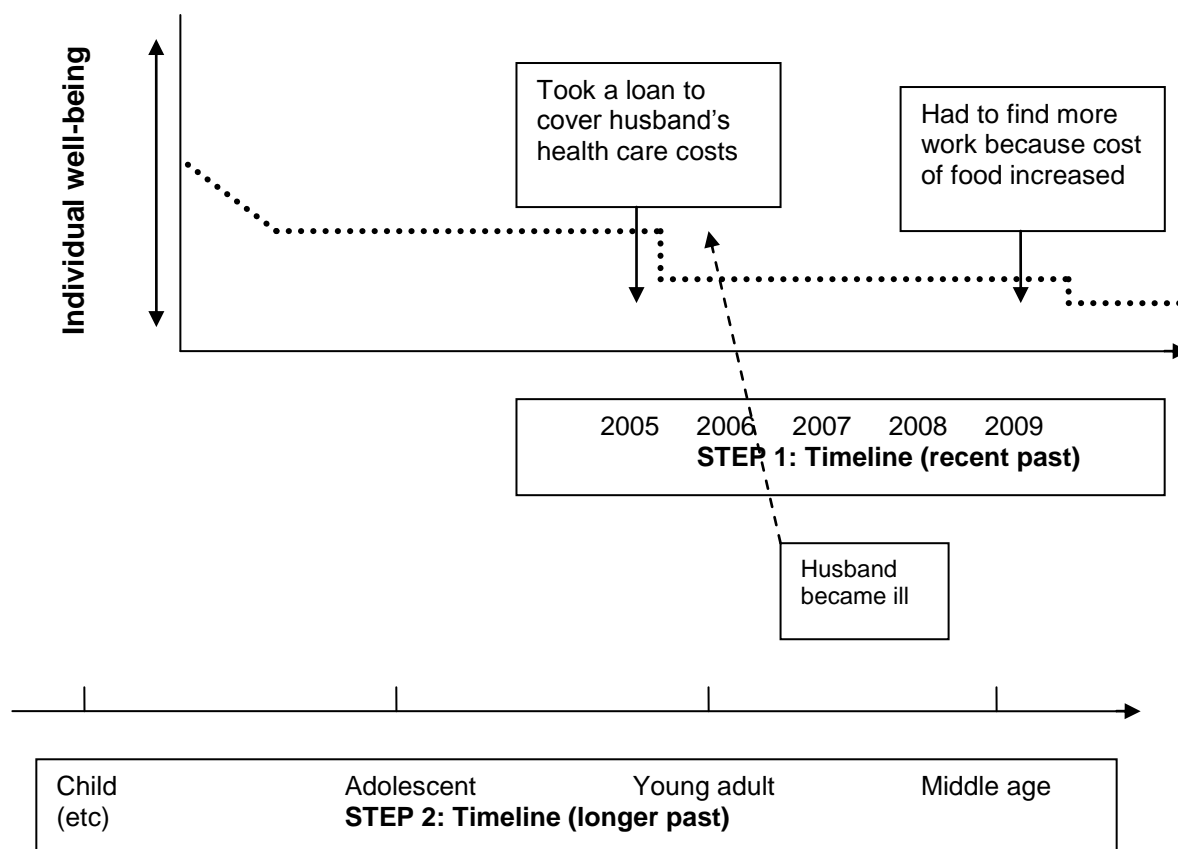 Individual well-being
Took a loan to
cover husband’s
health care costs
Had to find more
work because cost
of food increased
2005 2006 2007 2008 2009
STEP 1: Timeline (recent past)
Husband
became ill
Child Adolescent Young adult Middle age
(etc) STEP 2: Timeline (longer past)